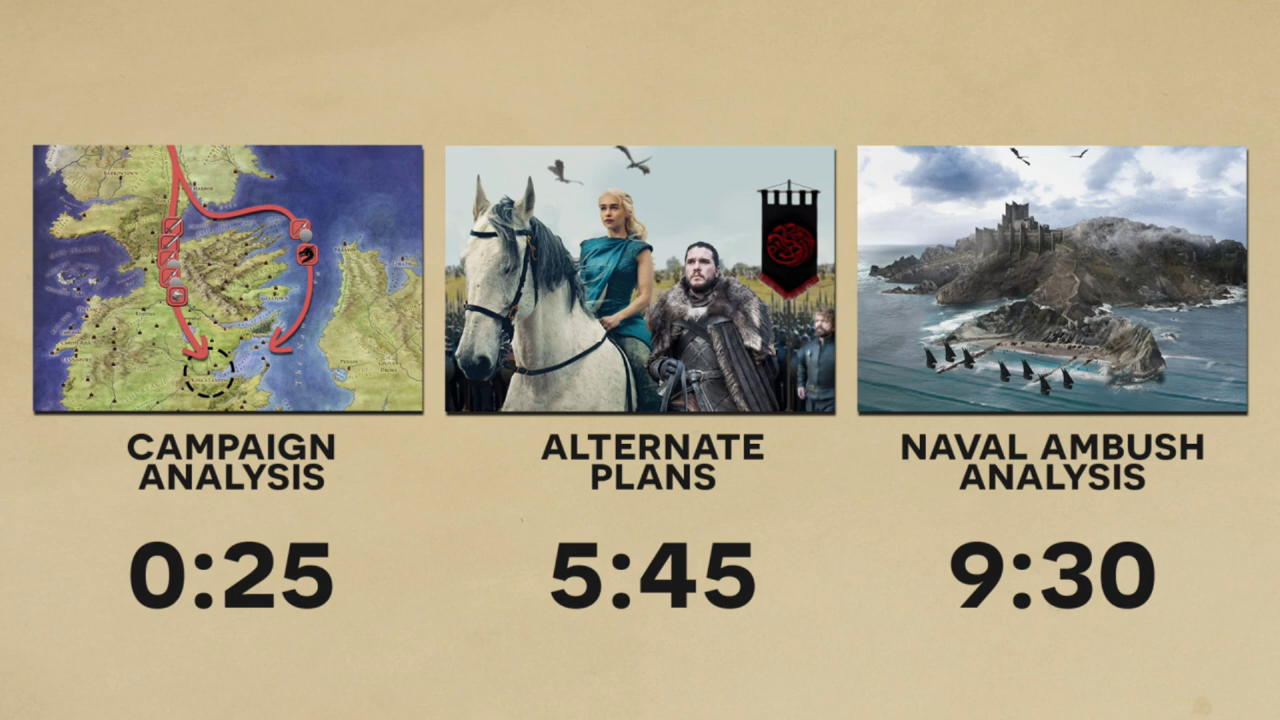 CAMPAIGN
ANALYSIS
0:25
ALTERNATE
PLANS
5:45
NAVAL AMBUSH
ANALYSIS
9:30